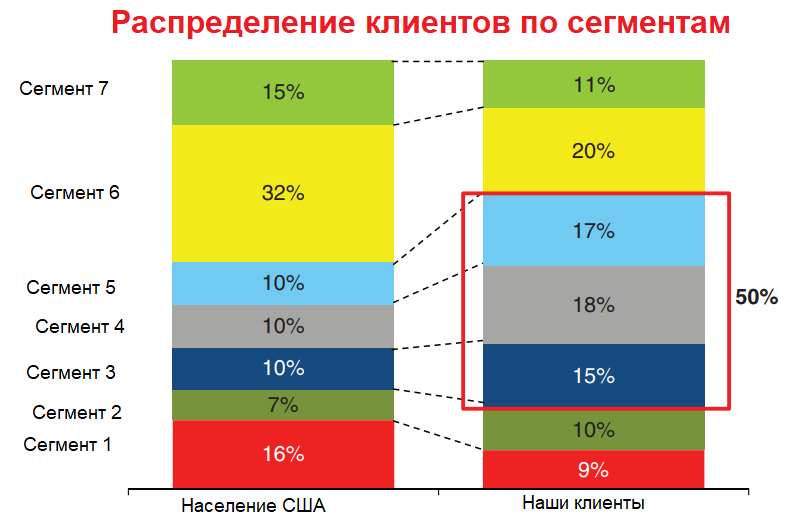 Распределение клиентов по сегментам
Сегмент 7
15%
11%
Сегмент 6
32%
20%
Сегмент 5
10%
17%
50%
Сегмент 4
10%
18%
Сегмент 3
10%
15%
Сегмент 2
7%
10%
Сегмент 1
16%
9%
Население США
Наши клиенты